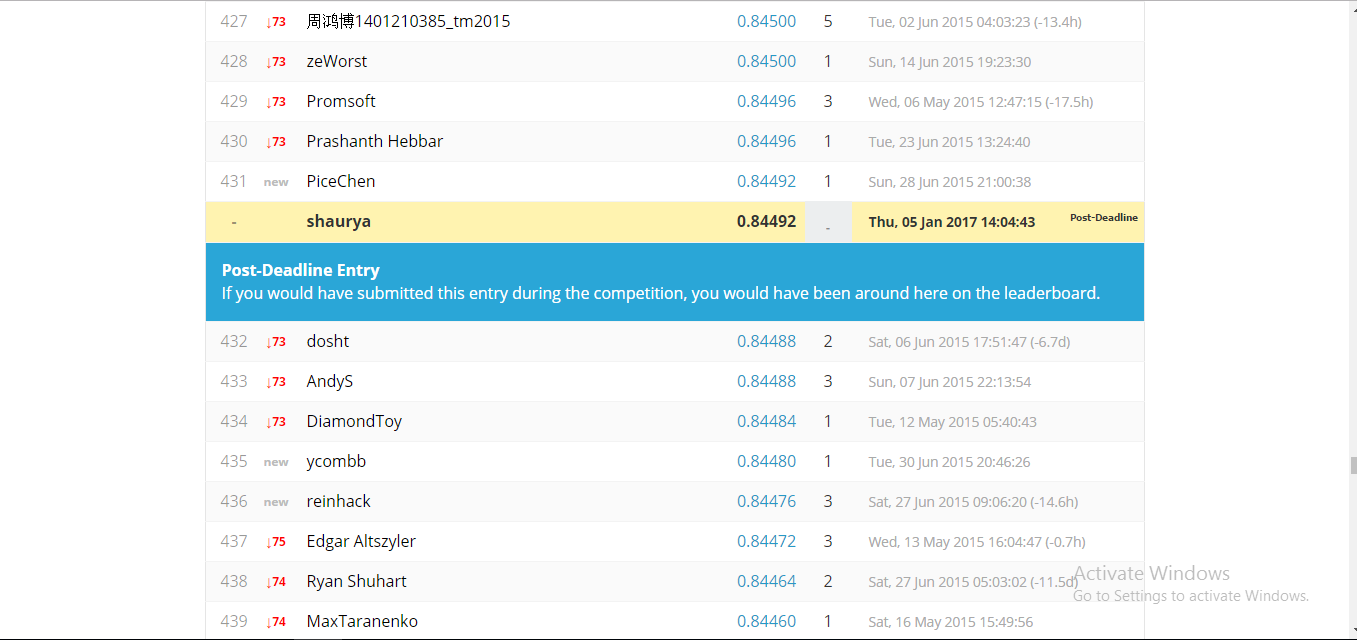 427 ↓73 周鸿博1401210385_tm2015 0.84500 5 Tue, 02 Jun 2015 04:03:23 (-13.4h)
428 ↓73 zeWorst 0.84500 1 Sun, 14 Jun 2015 19:23:30
429 ↓73 Promsoft 0.84496 3 Wed, 06 May 2015 12:47:15 (-17.5h)
430 ↓73 Prashanth Hebbar 0.84496 1 Tue, 23 Jun 2015 13:24:40
431 new PiceChen 0.84492 1 Sun, 28 Jun 2015 21:00:38
- shaurya 0.84492 - Thu, 05 Jan 2017 14:04:43 Post-Deadline
Post-Deadline Entry
If you would have submitted this entry during the competition, you would have been around here on the leaderboard.
432 ↓73 dosht 0.84488 2 Sat, 06 Jun 2015 17:51:47 (-6.7d)
433 ↓73 AndyS 0.84488 3 Sun, 07 Jun 2015 22:13:54
434 ↓73 DiamondToy 0.84484 1 Tue, 12 May 2015 05:40:43
435 new ycombb 0.84480 1 Tue, 30 Jun 2015 20:46:26
436 new reinhack 0.84476 3 Sat, 27 Jun 2015 09:06:20 (-14.6h)
437 ↓75 Edgar Altszyler 0.84472 3 Wed, 13 May 2015 16:04:47 (-0.7h)
438 ↓74 Ryan Shuhart 0.84464 2 Sat, 27 Jun 2015 05:03:02 (-11.5d)
439 ↓74 MaxTaranenko 0.84460 1 Sat, 16 May 2015 15:49:56
Activate Windows
Go to Settings to activate Windows.